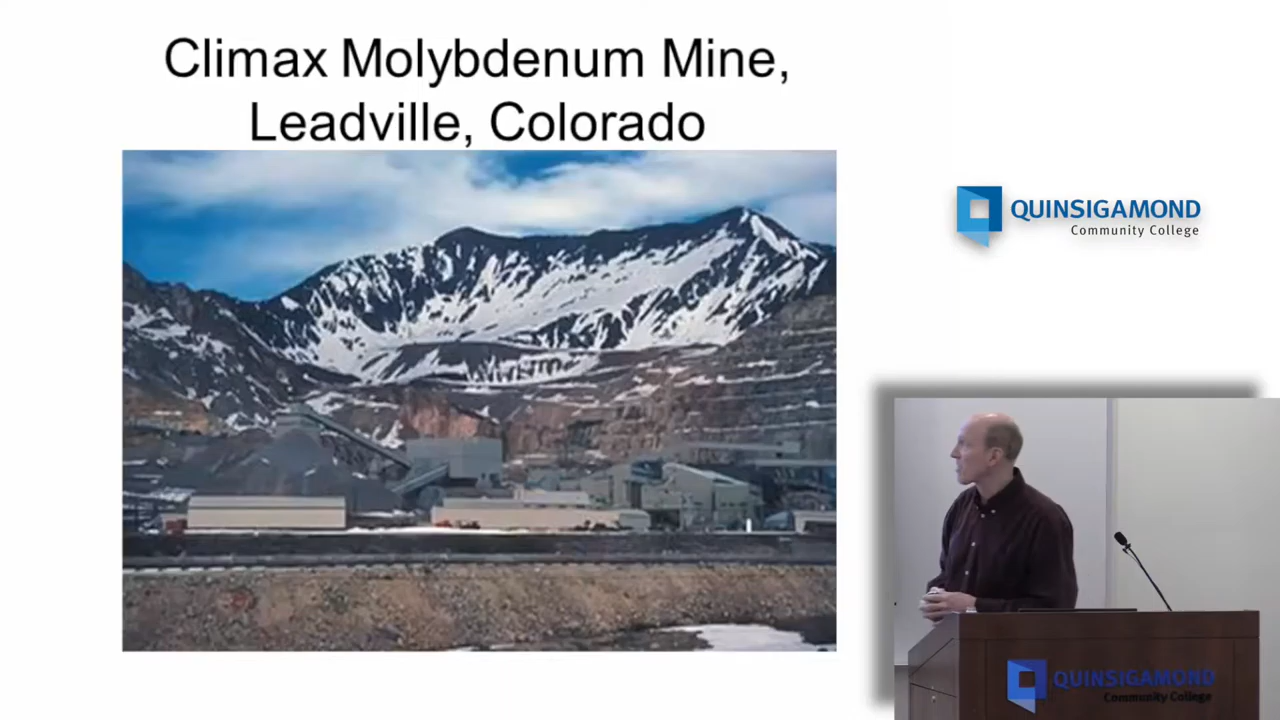 Climax Molybdenum Mine,
Leadville, Colorado
QUINSIGAMOND
Community College
QUINSIGAMOND
Community College